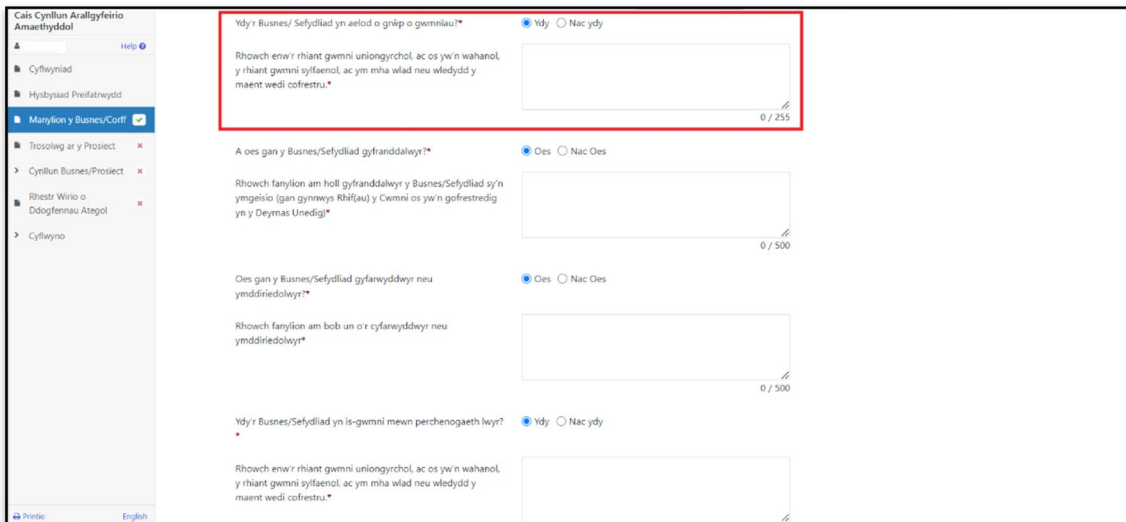 Cais Cynllun Arallgyfeirio
Amaethyddol
Help
Cyflwyniad
Hysbysiad Preifatrwydd
Manylion y Busnes/Corff
Trosolwg ar y Prosiect
Cynllun Busnes/Prosiect
Rhestr Wirio o
Ddogfennau Ategol
Cyflwyno
Printio English
Ydy'r Busnes/ Sefydliad yn aelod o grŵp o gwmnïau?* Ydy Nac ydy
Rhowch enw'r rhiant gwmni uniongyrchol, ac os yw'n wahanol,
y rhiant gwmni sylfaenol, ac ym mha wlad neu wledydd y
maent wedi cofrestru.*
0 / 255
A oes gan y Busnes/Sefydliad gyfranddalwyr?* Oes Nac Oes
Rhowch fanylion am holl gyfranddalwyr y Busnes/Sefydliad sy'n
ymgeisio (gan gynnwys Rhif(au) y Cwmni os yw'n gofrestredig
yn y Deyrnas Unedig)*
0 / 500
Oes gan y Busnes/Sefydliad gyfarwyddwyr neu
ymddiriedolwyr?* Oes Nac Oes
Rhowch fanylion am bob un o'r cyfarwyddwyr neu
ymddiriedolwyr*
0 / 500
Ydy'r Busnes/Sefydliad yn is-gwmni mewn perchenogaeth lwyr? Ydy Nac ydy
*
Rhowch enw'r rhiant gwmni uniongyrchol, ac os yw'n wahanol,
y rhiant gwmni sylfaenol, ac ym mha wlad neu wledydd y
maent wedi cofrestru.*